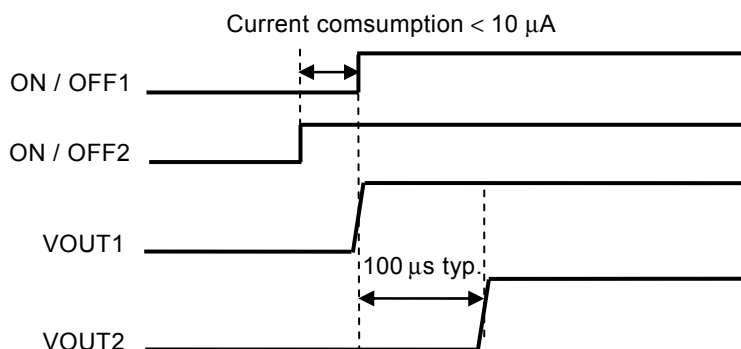 Current comsumption < 10 μA
ON / OFF1
ON / OFF2
VOUT1
100 μs typ.
VOUT2